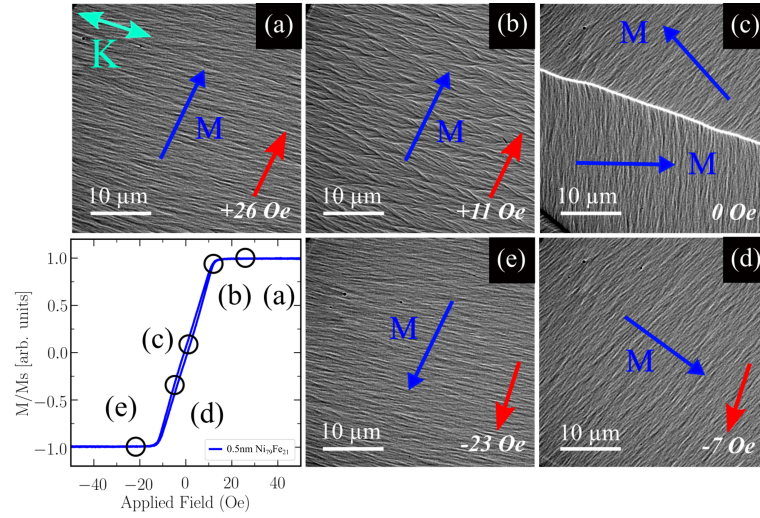 (a)
K
M
10 µm
+26 Oe
(b)
M
10 µm
+11 Oe
(c)
M
M
10 µm
0 Oe
1.0
0.5
0.0
−0.5
−1.0
M/Ms [arb. units]
(b) (a)
(c)
(d)
(e)
0.5nm Ni₇₉Fe₂₁
−40 −20 0 20 40
Applied Field (Oe)
(e)
M
10 µm
-23 Oe
(d)
M
10 µm
-7 Oe